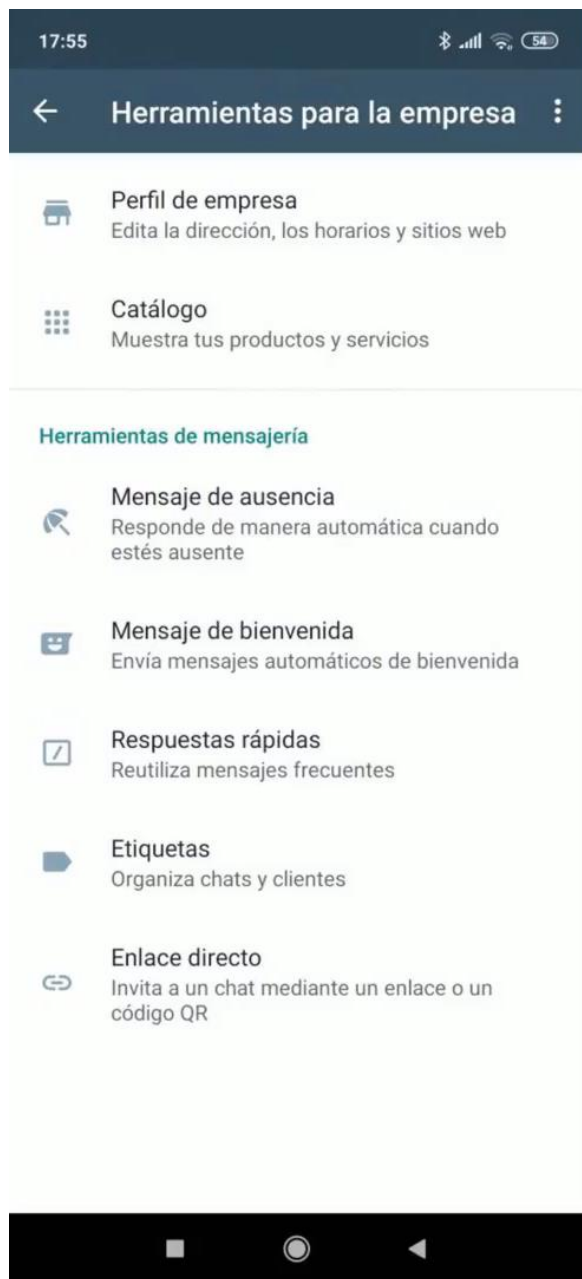 17:55
54
Herramientas para la empresa
Perfil de empresa
Edita la dirección, los horarios y sitios web
Catálogo
Muestra tus productos y servicios
Herramientas de mensajería
Mensaje de ausencia
Responde de manera automática cuando
estés ausente
Mensaje de bienvenida
Envía mensajes automáticos de bienvenida
Respuestas rápidas
Reutiliza mensajes frecuentes
Etiquetas
Organiza chats y clientes
Enlace directo
Invita a un chat mediante un enlace o un
código QR